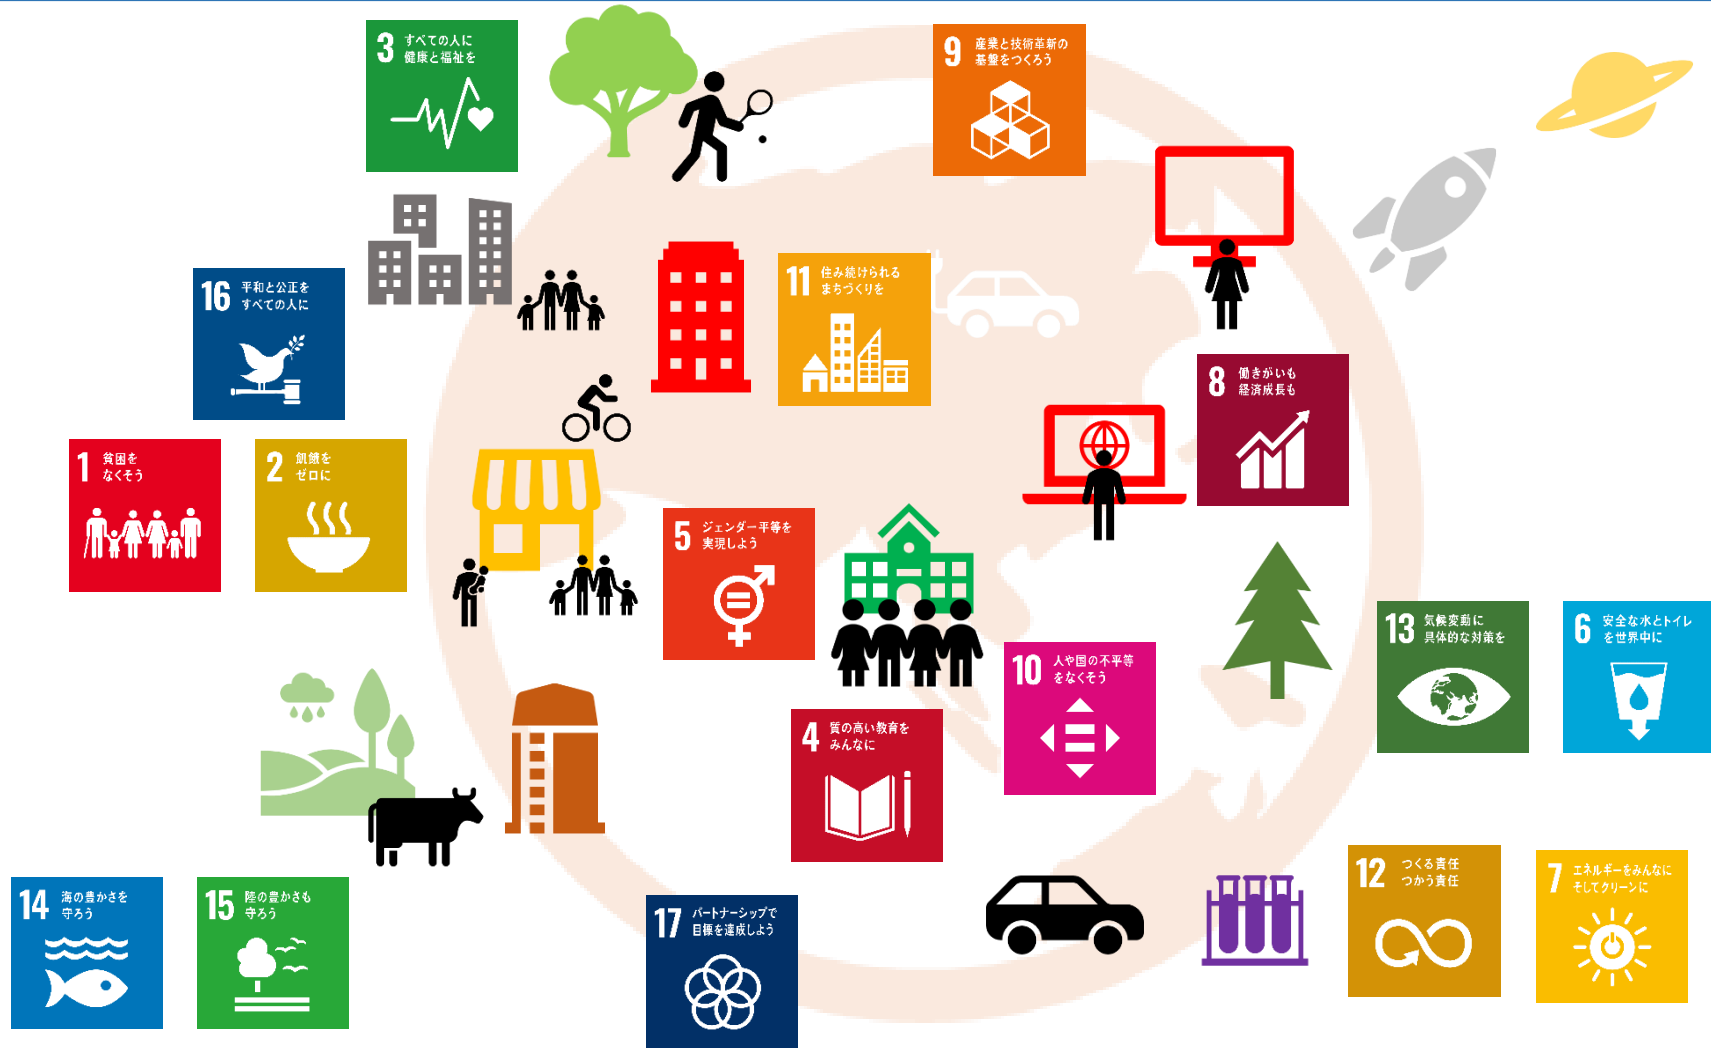 3 すべての人に
健康と福祉を
9 産業と技術革新の
基盤をつくろう
11 住み続けられる
まちづくりを
16 平和と公正を
すべての人に
8 働きがいも
経済成長も
1 貧困を
なくそう
2 飢餓を
ゼロに
5 ジェンダー平等を
実現しよう
13 気候変動に
具体的な対策を
6 安全な水とトイレ
を世界中に
10 人や国の不平等
をなくそう
4 質の高い教育を
みんなに
12 つくる責任
つかう責任
7 エネルギーをみんなに
そしてクリーンに
14 海の豊かさを
守ろう
15 陸の豊かさも
守ろう
17 パートナーシップで
目標を達成しよう